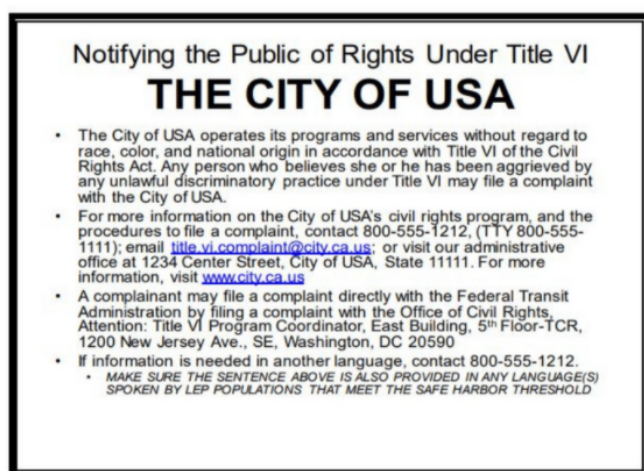 Notifying the Public of Rights Under Title VI
THE CITY OF USA
• The City of USA operates its programs and services without regard to
race, color, and national origin in accordance with Title VI of the Civil
Rights Act. Any person who believes she or he has been aggrieved by
any unlawful discriminatory practice under Title VI may file a complaint
with the City of USA.
• For more information on the City of USA's civil rights program, and the
procedures to file a complaint, contact 800-555-1212, (TTY 800-555-
1111); email title.vi.complaint@city.ca.us; or visit our administrative
office at 1234 Center Street, City of USA, State 11111. For more
information, visit www.city.ca.us
• A complainant may file a complaint directly with the Federal Transit
Administration by filing a complaint with the Office of Civil Rights,
Attention: Title VI Program Coordinator, East Building, 5th Floor-TCR,
1200 New Jersey Ave., SE, Washington, DC 20590
• If information is needed in another language, contact 800-555-1212.
• MAKE SURE THE SENTENCE ABOVE IS ALSO PROVIDED IN ANY LANGUAGE(S)
SPOKEN BY LEP POPULATIONS THAT MEET THE SAFE HARBOR THRESHOLD